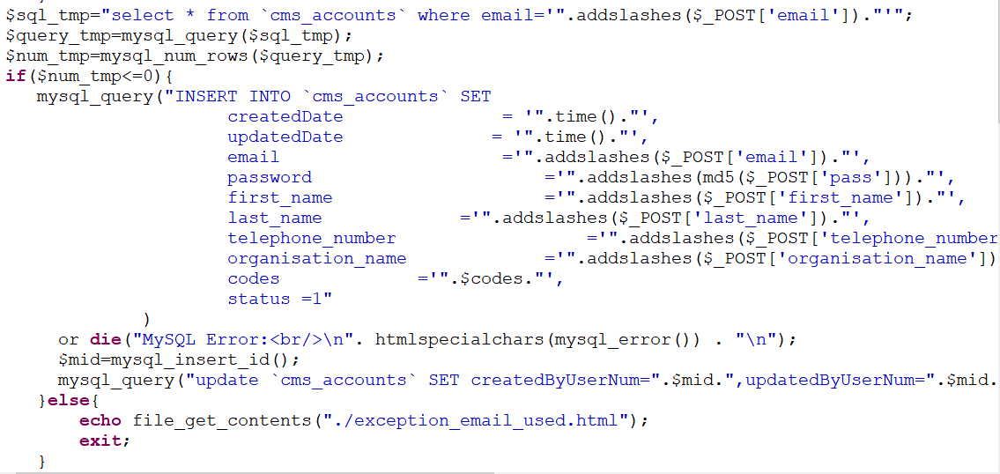 $sql_tmp="select * from `cms_accounts` where email='".addslashes($_POST['email'])."'";
$query_tmp=mysql_query($sql_tmp);
$num_tmp=mysql_num_rows($query_tmp);
if($num_tmp<=0){
mysql_query("INSERT INTO `cms_accounts` SET
createdDate = '".time()."',
updatedDate = '".time()."',
email ='".addslashes($_POST['email'])."',
password ='".addslashes(md5($_POST['pass']))."',
first_name ='".addslashes($_POST['first_name'])."',
last_name ='".addslashes($_POST['last_name'])."',
telephone_number ='".addslashes($_POST['telephone_number
organisation_name ='".addslashes($_POST['organisation_name'])
codes ='".$codes."',
status =1"
)
or die("MySQL Error:<br/>\n". htmlspecialchars(mysql_error()) . "\n");
$mid=mysql_insert_id();
mysql_query("update `cms_accounts` SET createdByUserNum=".$mid.",updatedByUserNum=".$mid.
}else{
echo file_get_contents("./exception_email_used.html");
exit;
}